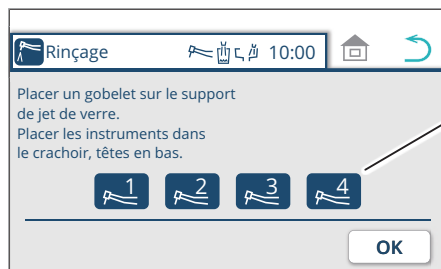 Rinçage 10:00
Placer un gobelet sur le support
de jet de verre.
Placer les instruments dans
le crachoir, têtes en bas.
1 2 3 4
OK